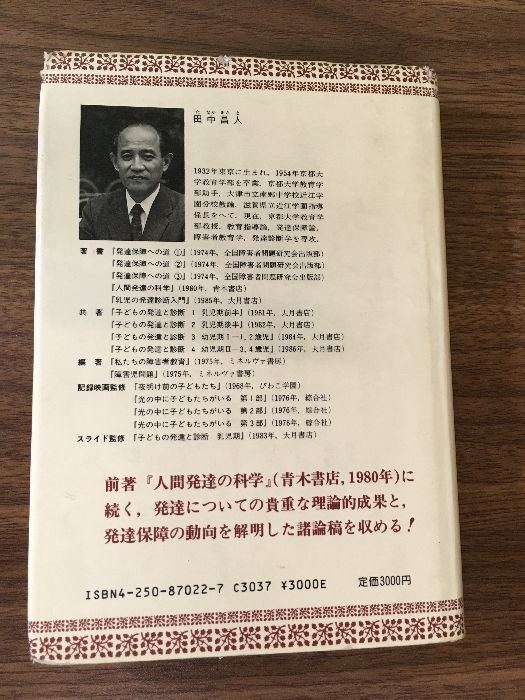 た なか まさ と
田中昌人
1932年東京に生まれ，1954年京都大
学教育学部を卒業，京都大学教育学
部助手，大津市立南郷中学校近江学
園分校教諭，滋賀県立近江学園指導
係長をへて，現在，京都大学教育学
部教授，教育指導論，発達保障論，
障害者教育学，発達診断学を専攻．
著書 『発達保障への道 ①』(1974年，全国障害者問題研究会出版部)
『発達保障への道 ②』(1974年，全国障害者問題研究会出版部)
『発達保障への道 ③』(1974年，全国障害者問題研究会出版部)
『人間発達の科学』(1980年，青木書店)
『乳児の発達診断入門』(1985年，大月書店)
共著 『子どもの発達と診断 1 乳児期前半』(1981年，大月書店)
『子どもの発達と診断 2 乳児期後半』(1982年，大月書店)
『子どもの発達と診断 3 幼児期Ⅰ—1, 2歳児』(1984年，大月書店)
『子どもの発達と診断 4 幼児期Ⅱ—3, 4歳児』(1986年，大月書店)
編著 『私たちの障害者教育』(1975年，ミネルヴァ書房)
『障害児問題』(1975年，ミネルヴァ書房)
記録映画監修 『夜明け前の子どもたち』(1968年，びわこ学園)
『光の中に子どもたちがいる 第1部』(1976年，綜合社)
『光の中に子どもたちがいる 第2部』(1976年，綜合社)
『光の中に子どもたちがいる 第3部』(1978年，綜合社)
スライド監修 『子どもの発達と診断 乳児期』(1983年，大月書店)
前著『人間発達の科学』(青木書店, 1980年)に
続く，発達についての貴重な理論的成果と，
発達保障の動向を解明した諸論稿を収める！
ISBN4-250-87022-7 C3037 ¥3000E 定価3000円